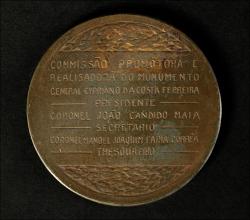 COMMISSÃO PROMOTORA E
REALISADORA DO MONUMENTO
GENERAL CYPRIANO DA COSTA FERREIRA
PRESIDENTE
CORONEL JOÃO CANDIDO MAIA
SECRETARIO
CORONEL MANOEL JOAQUIM FARIA CORRÊA
THESOUREIRO